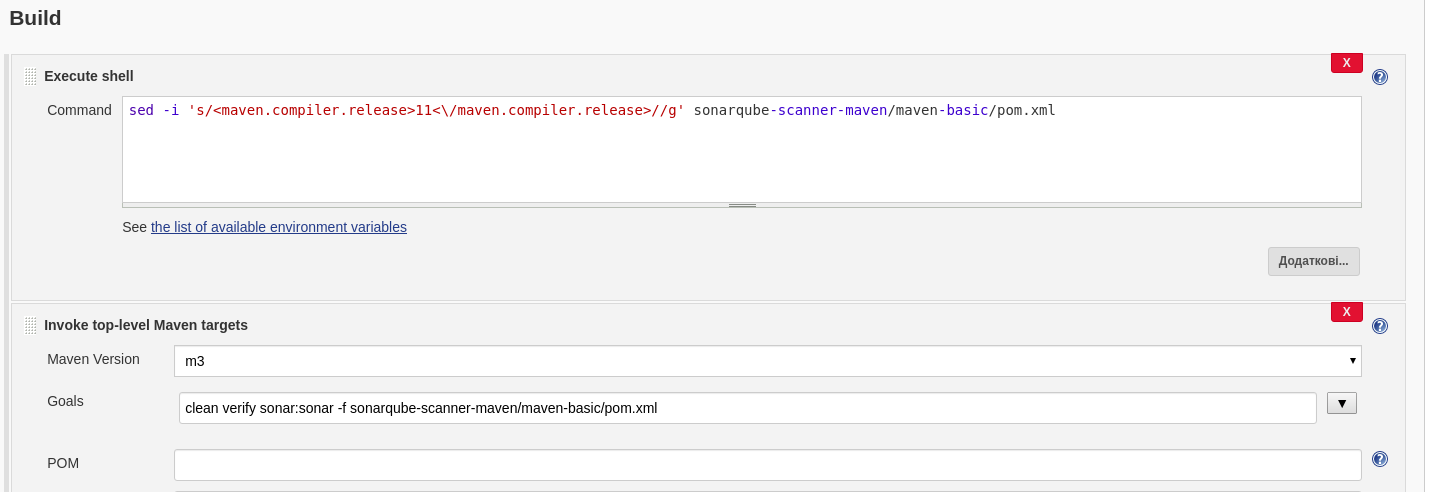 Build
Execute shell
X
?
Command
sed -i 's/<maven.compiler.release>11<\/maven.compiler.release>//g' sonarqube-scanner-maven/maven-basic/pom.xml
See the list of available environment variables
Додаткові...
Invoke top-level Maven targets
X
?
Maven Version
m3
Goals
clean verify sonar:sonar -f sonarqube-scanner-maven/maven-basic/pom.xml
POM
?